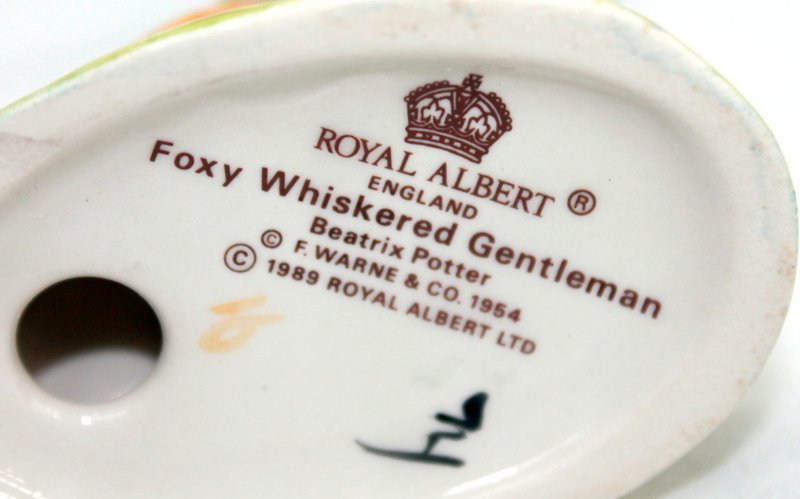 ROYAL ALBERT ®
ENGLAND
Foxy Whiskered Gentleman
Beatrix Potter
© F. WARNE & CO. 1954
© 1989 ROYAL ALBERT LTD